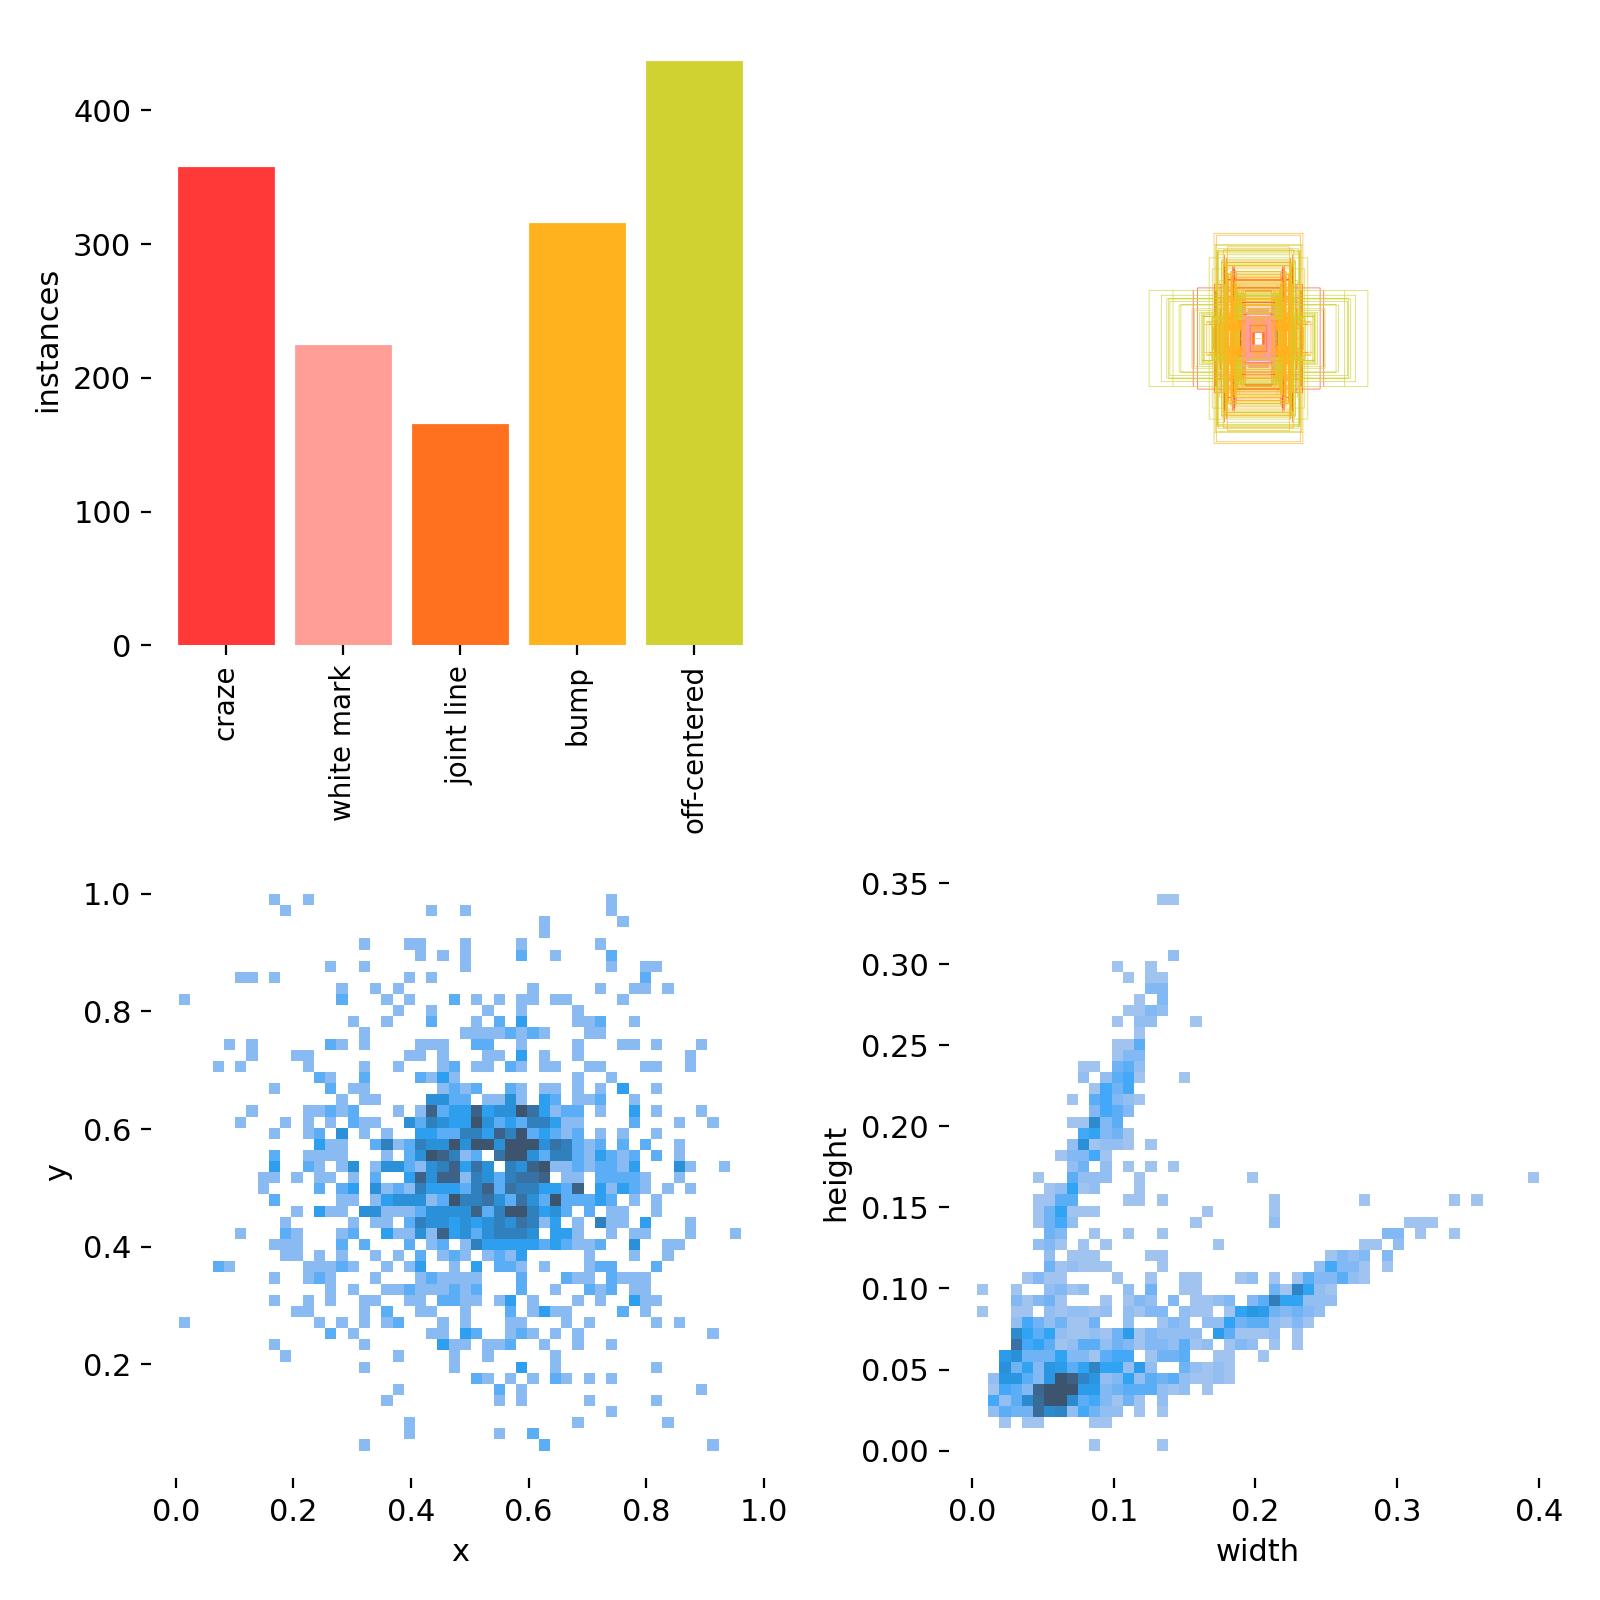 400
300
200
100
0
instances
craze
white mark
joint line
bump
off-centered
1.0
0.8
0.6
0.4
0.2
y
0.0 0.2 0.4 0.6 0.8 1.0
x
0.35
0.30
0.25
0.20
0.15
0.10
0.05
0.00
height
0.0 0.1 0.2 0.3 0.4
width